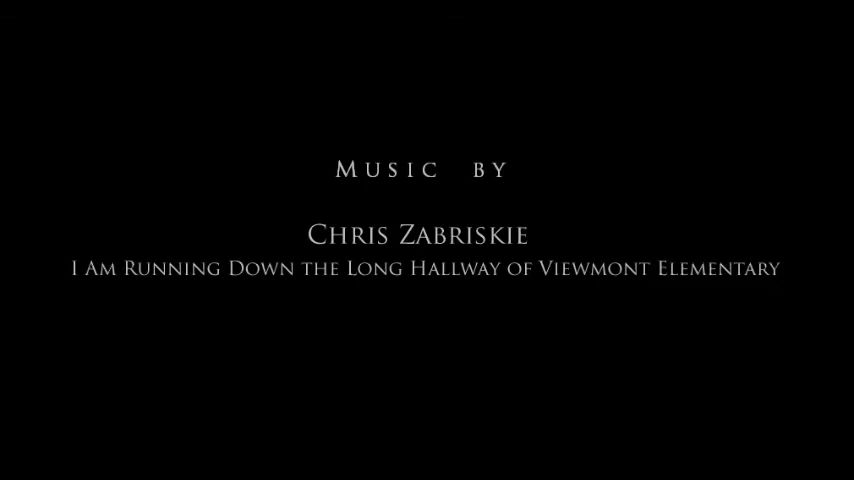 Music by
Chris Zabriskie
I Am Running Down the Long Hallway of Viewmont Elementary